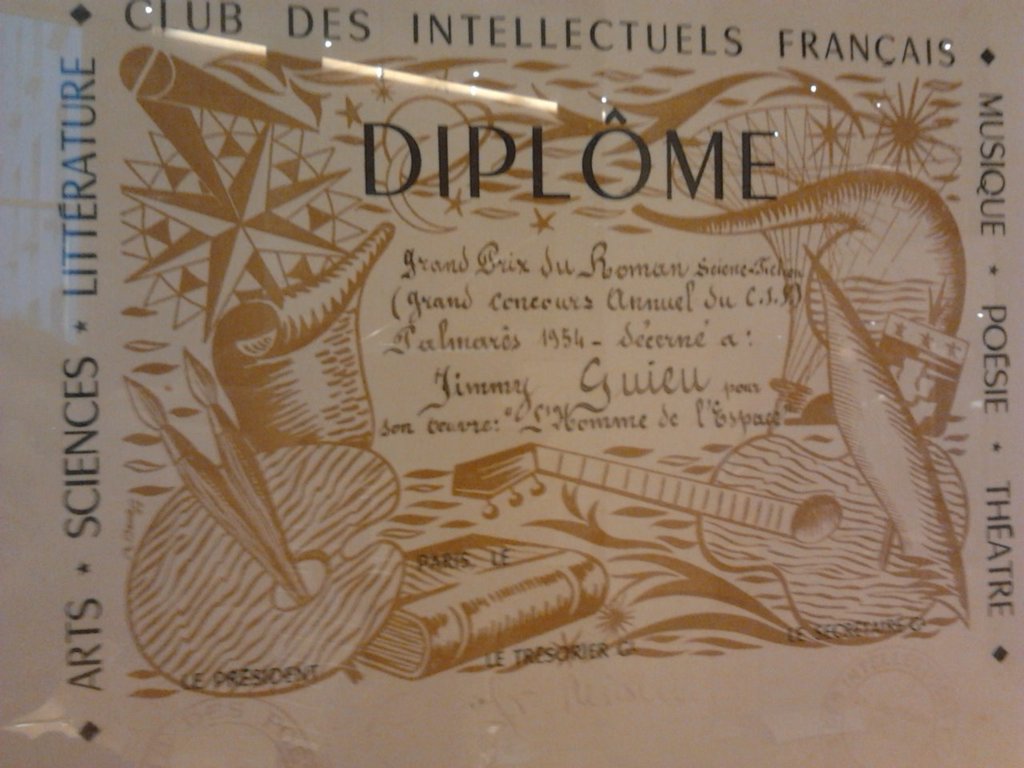 CLUB DES INTELLECTUELS FRANÇAIS
ARTS * SCIENCES * LITTÉRATURE
MUSIQUE * POÉSIE * THÉATRE
DIPLÔME
Grand Prix du Roman Science-Fiction
(Grand concours Annuel du C.I.F)
Palmarès 1954 - décerné a:
Jimmy Guieu pour
son œuvre: "L'Homme de l'Espace"
PARIS, LE
LE PRÉSIDENT
LE TRÉSORIER Gᴸ
LE SECRÉTAIRE Gᴸ